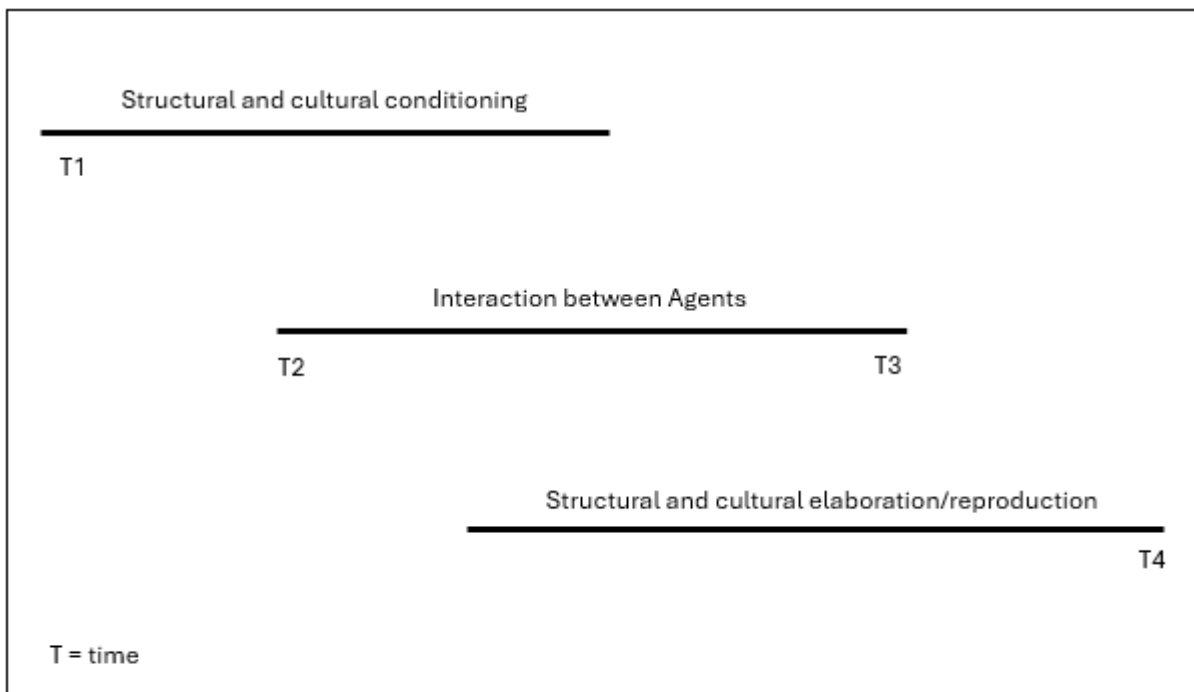 Structural and cultural conditioning
T1
Interaction between Agents
T2
T3
Structural and cultural elaboration/reproduction
T4
T = time